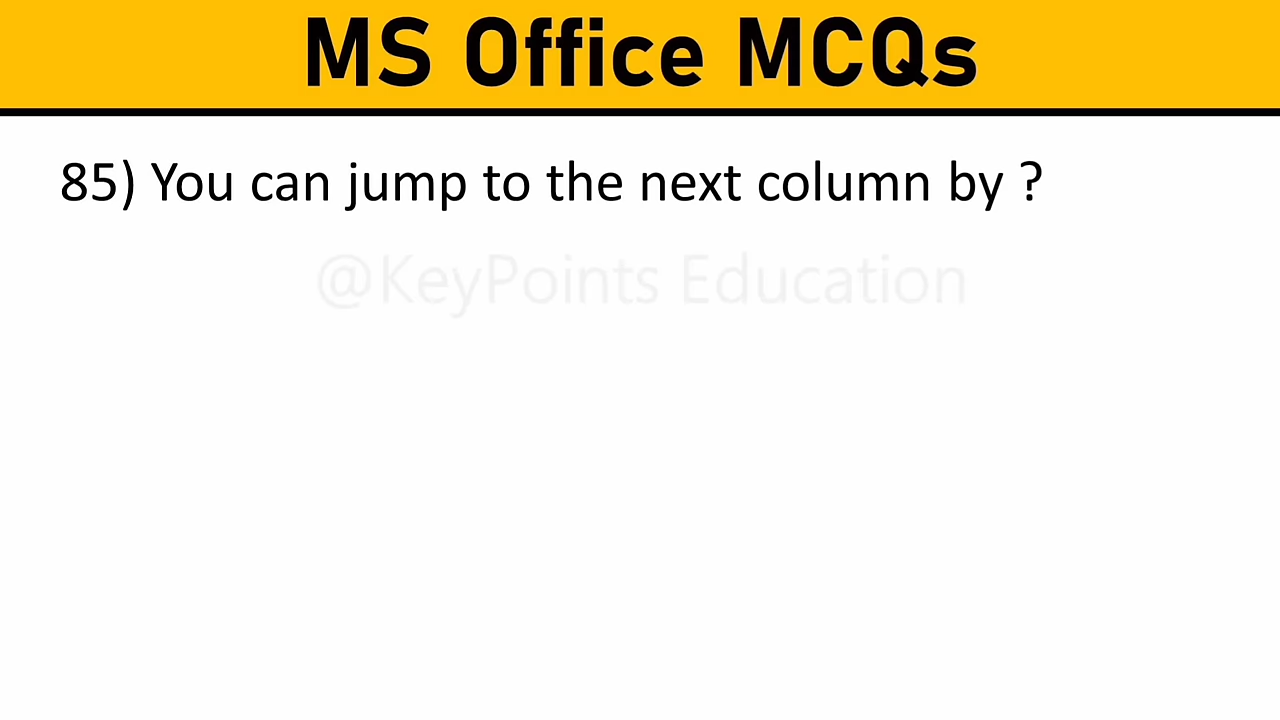 MS Office MCQs
85) You can jump to the next column by ?
@KeyPoints Education